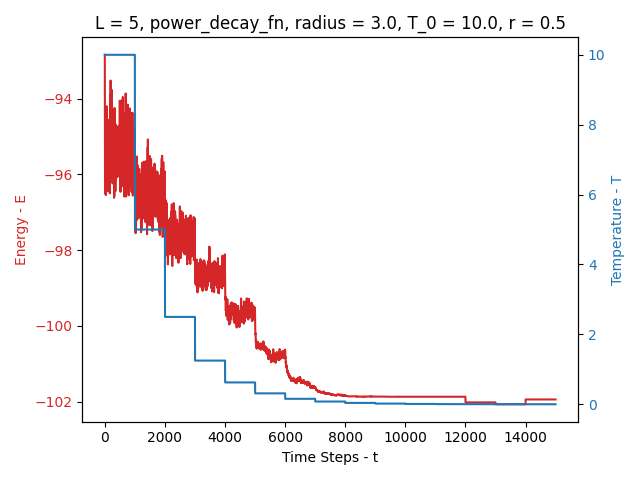 L = 5, power_decay_fn, radius = 3.0, T_0 = 10.0, r = 0.5
−94
−96
−98
−100
−102
Energy - E
10
8
6
4
2
0
Temperature - T
0 2000 4000 6000 8000 10000 12000 14000
Time Steps - t